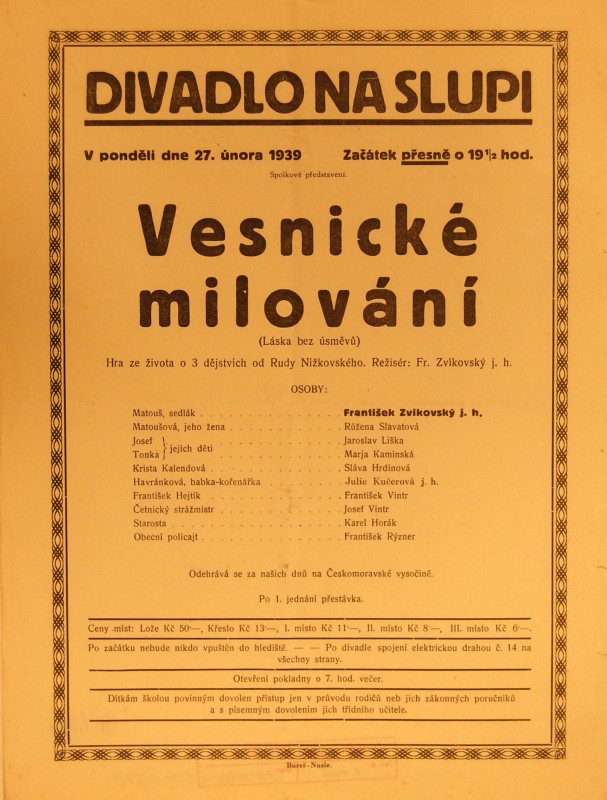 DIVADLO NA SLUPI
V pondělí dne 27. února 1939 Začátek přesně o 19 1/2 hod.
Spolkové představení.
Vesnické
milování
(Láska bez úsměvů)
Hra ze života o 3 dějstvích od Rudy Nižkovského. Režisér: Fr. Zvíkovský j. h.
OSOBY:
Matouš, sedlák . . . . . . . . . . . . František Zvíkovský j. h.
Matoušová, jeho žena . . . . . . . . . . Růžena Slavatová
Josef } jejich děti . . . . . . . . . . Jaroslav Liška
Tonka } . . . . . . . . . . Marja Kaminská
Krista Kalendová . . . . . . . . . . . Sláva Hrdinová
Havránková, babka-kořenářka . . . . . . . Julie Kučerová j. h.
František Hejtik . . . . . . . . . . . František Vintr
Četnický strážmistr . . . . . . . . . . Josef Vintr
Starosta . . . . . . . . . . . . . . Karel Horák
Obecní policajt . . . . . . . . . . . František Rýzner
Odehrává se za našich dnů na Českomoravské vysočině.
Po 1. jednání přestávka.
Ceny míst: Lože Kč 50·—, Křeslo Kč 13·—, I. místo Kč 11·—, II. místo Kč 8·—, III. místo Kč 6·—.
Po začátku nebude nikdo vpuštěn do hlediště. — — Po divadle spojení elektrickou drahou č. 14 na
všechny strany.
Otevření pokladny o 7. hod. večer.
Dítkám školou povinným dovolen přístup jen v průvodu rodičů neb jich zákonných poručníků
a s písemným dovolením jich třídního učitele.
Bureš-Nusle.